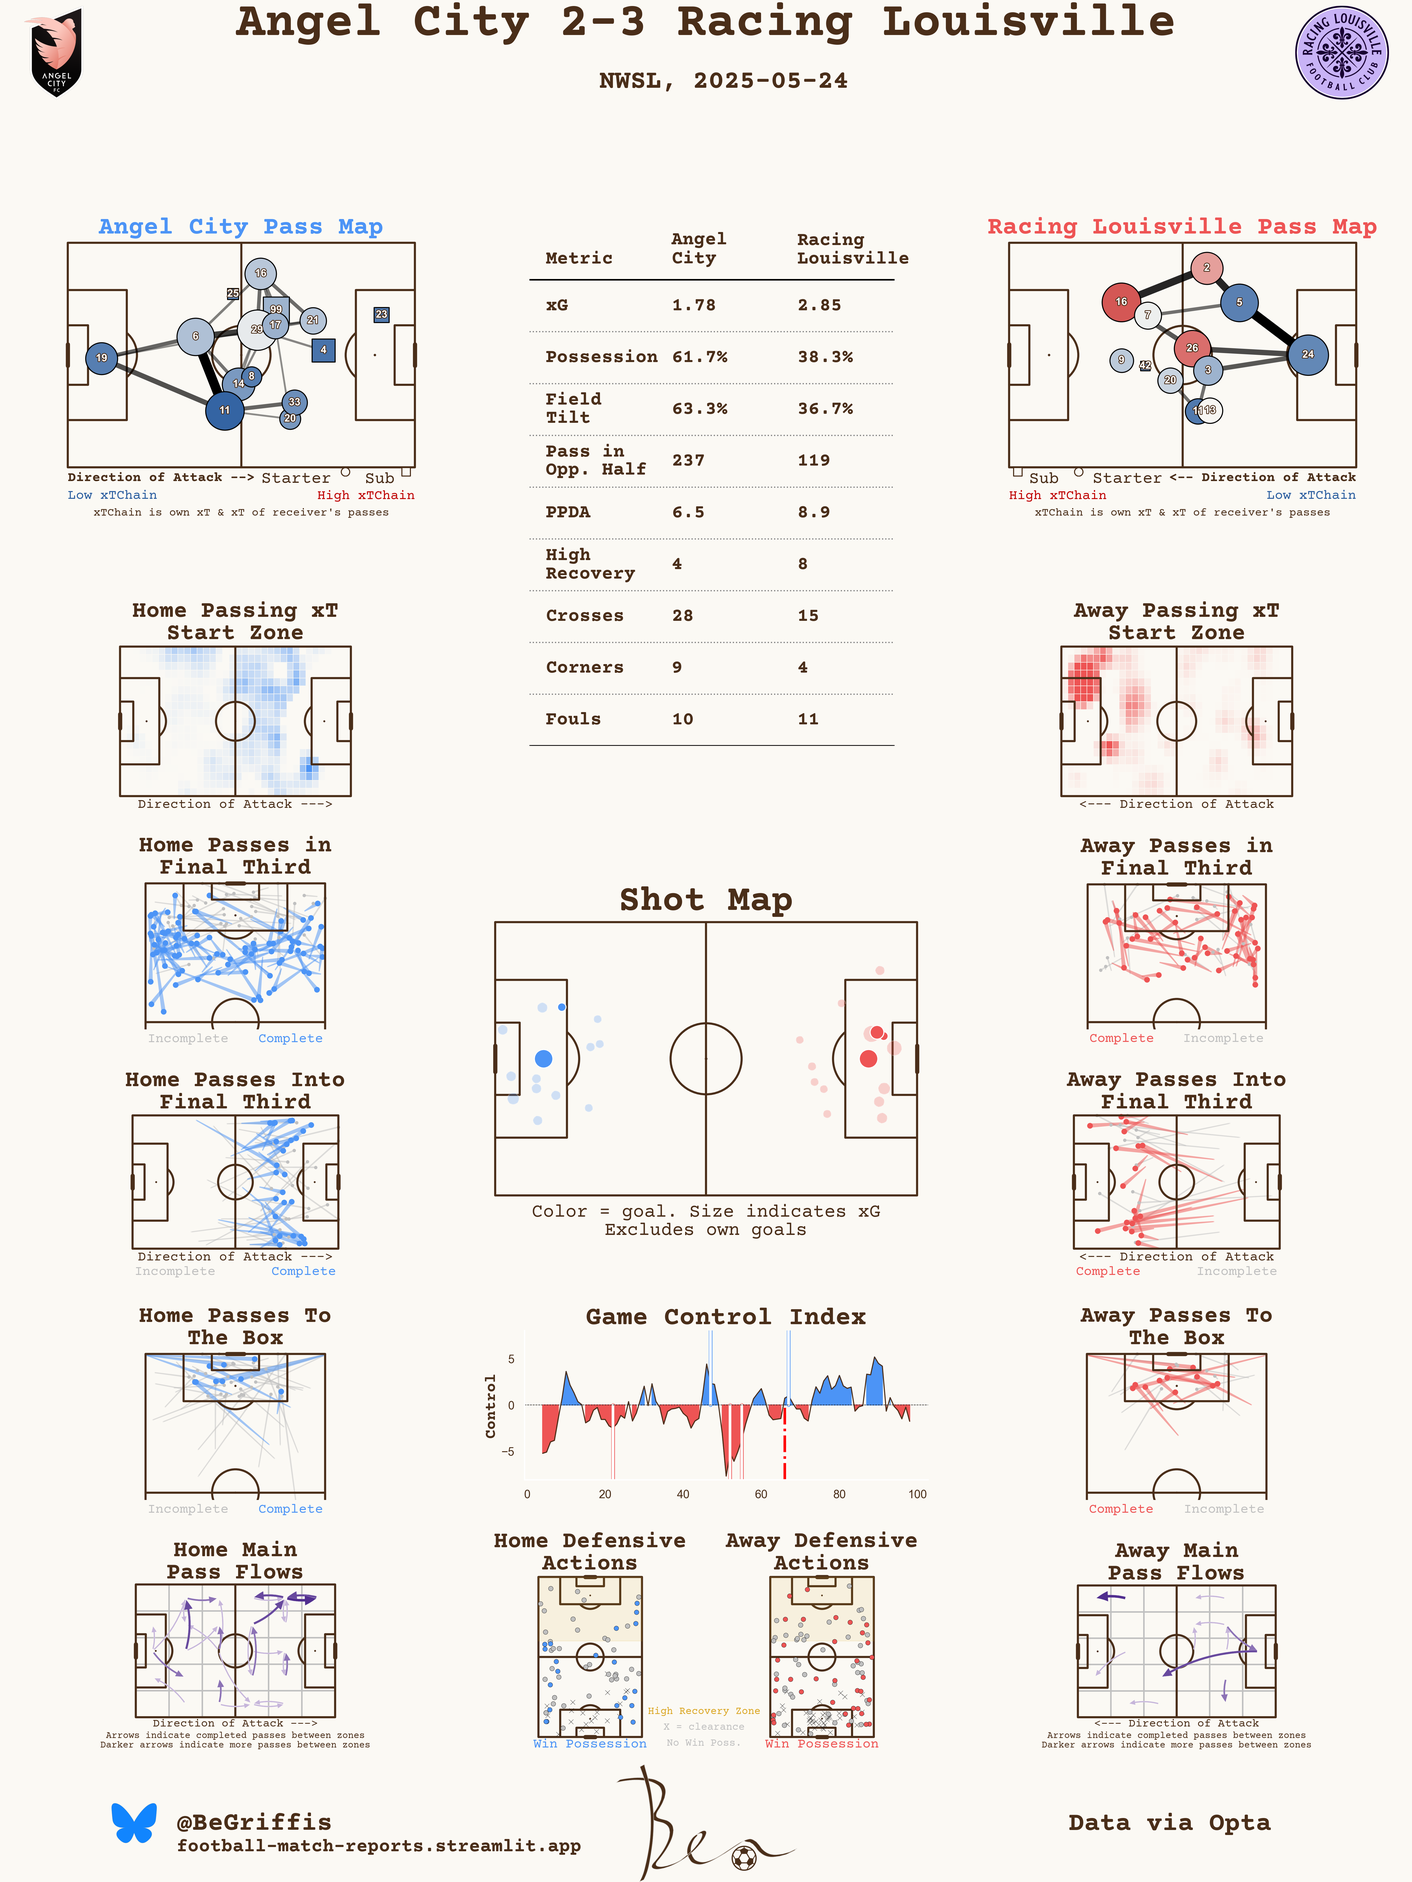 Angel City 2-3 Racing Louisville
NWSL, 2025-05-24
ANGEL
CITY
FC
RACING LOUISVILLE
FOOTBALL CLUB
Angel City Pass Map
16
25
99
17
21
23
6
29
4
19
14
8
11
33
20
Direction of Attack --> Starter Sub
Low xTChain High xTChain
xTChain is own xT & xT of receiver's passes
Metric Angel City Racing Louisville
xG 1.78 2.85
Possession 61.7% 38.3%
Field Tilt 63.3% 36.7%
Pass in Opp. Half 237 119
PPDA 6.5 8.9
High Recovery 4 8
Crosses 28 15
Corners 9 4
Fouls 10 11
Racing Louisville Pass Map
2
16
7
5
26
24
9
42
3
20
11
13
Sub Starter <-- Direction of Attack
High xTChain Low xTChain
xTChain is own xT & xT of receiver's passes
Home Passing xT
Start Zone
Direction of Attack --->
Away Passing xT
Start Zone
<--- Direction of Attack
Home Passes in
Final Third
Incomplete Complete
Away Passes in
Final Third
Complete Incomplete
Shot Map
Color = goal. Size indicates xG
Excludes own goals
Home Passes Into
Final Third
Direction of Attack --->
Incomplete Complete
Away Passes Into
Final Third
<--- Direction of Attack
Complete Incomplete
Home Passes To
The Box
Incomplete Complete
Game Control Index
Control
5
0
−5
0 20 40 60 80 100
Away Passes To
The Box
Complete Incomplete
Home Main
Pass Flows
Direction of Attack --->
Arrows indicate completed passes between zones
Darker arrows indicate more passes between zones
Home Defensive
Actions
Win Possession
Away Defensive
Actions
Win Possession
High Recovery Zone
X = clearance
No Win Poss.
Away Main
Pass Flows
<--- Direction of Attack
Arrows indicate completed passes between zones
Darker arrows indicate more passes between zones
@BeGriffis
football-match-reports.streamlit.app
Ben
Data via Opta